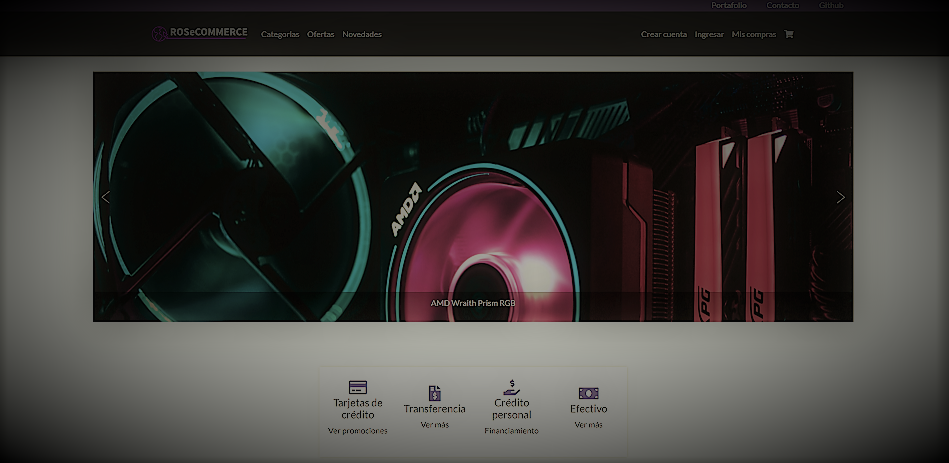 Portafolio Contacto Github
ROSeCOMMERCE Categorías Ofertas Novedades Crear cuenta Ingresar Mis compras
AMD
XPG XPG
AMD Wraith Prism RGB
Tarjetas de crédito
Ver promociones
Transferencia
Ver más
Crédito personal
Financiamiento
Efectivo
Ver más